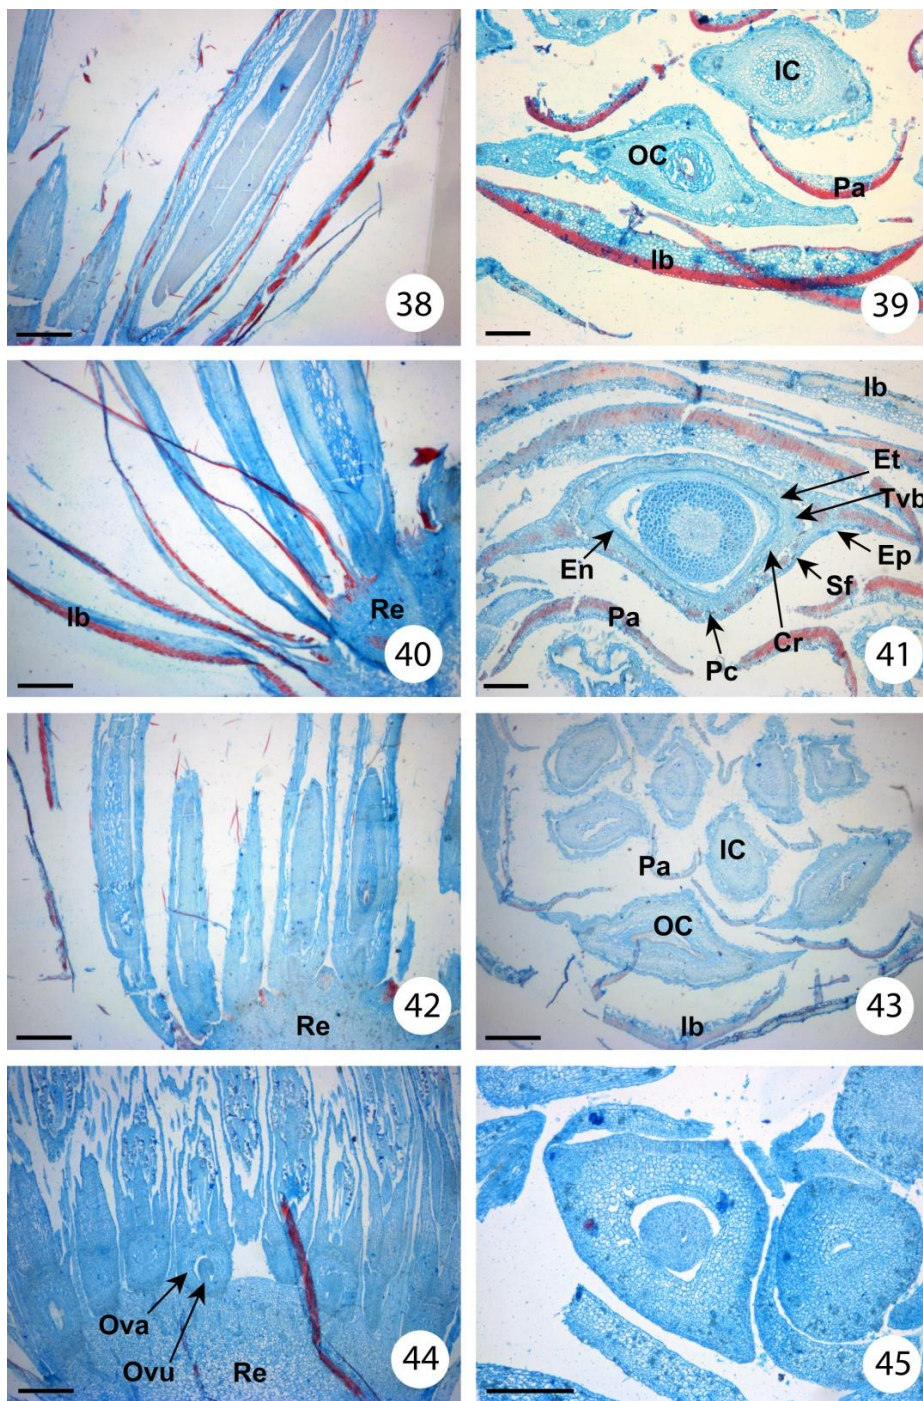 38
IC
OC
Pa
Ib
39
Ib
Re
40
Ib
Et
Tvb
En
Ep
Sf
Pa
Cr
Pc
41
Re
42
IC
Pa
OC
Ib
43
Ova
Ovu
Re
44
45